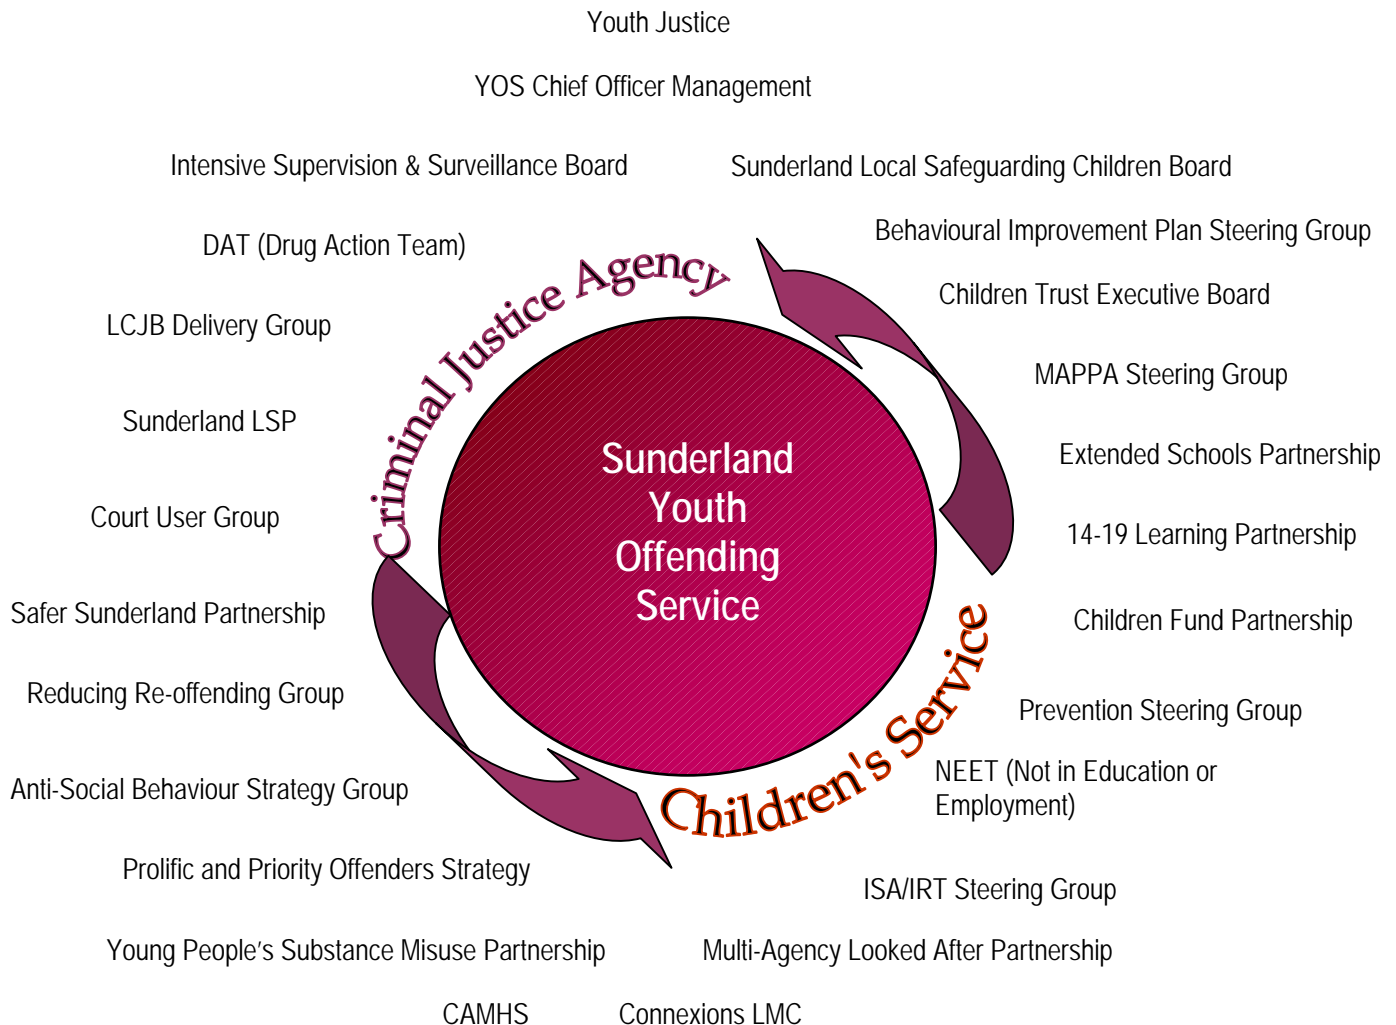 Youth Justice
YOS Chief Officer Management
Intensive Supervision & Surveillance Board
Sunderland Local Safeguarding Children Board
DAT (Drug Action Team)
Behavioural Improvement Plan Steering Group
Criminal Justice Agency
Children Trust Executive Board
LCJB Delivery Group
MAPPA Steering Group
Sunderland LSP
Extended Schools Partnership
Sunderland
Youth
Offending
Service
Court User Group
14-19 Learning Partnership
Safer Sunderland Partnership
Children Fund Partnership
Reducing Re-offending Group
Prevention Steering Group
Children's Service
Anti-Social Behaviour Strategy Group
NEET (Not in Education or
Employment)
Prolific and Priority Offenders Strategy
ISA/IRT Steering Group
Young People’s Substance Misuse Partnership
Multi-Agency Looked After Partnership
CAMHS
Connexions LMC